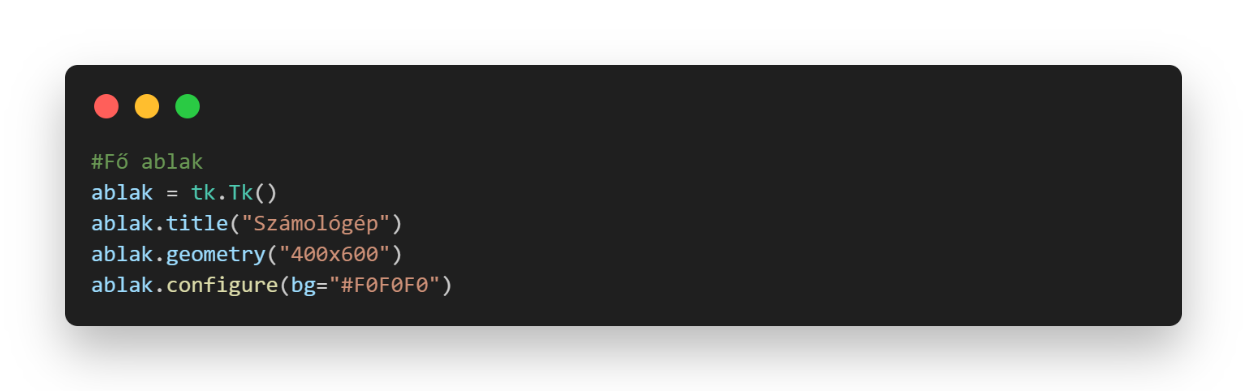 #Fő ablak
ablak = tk.Tk()
ablak.title("Számológép")
ablak.geometry("400x600")
ablak.configure(bg="#F0F0F0")